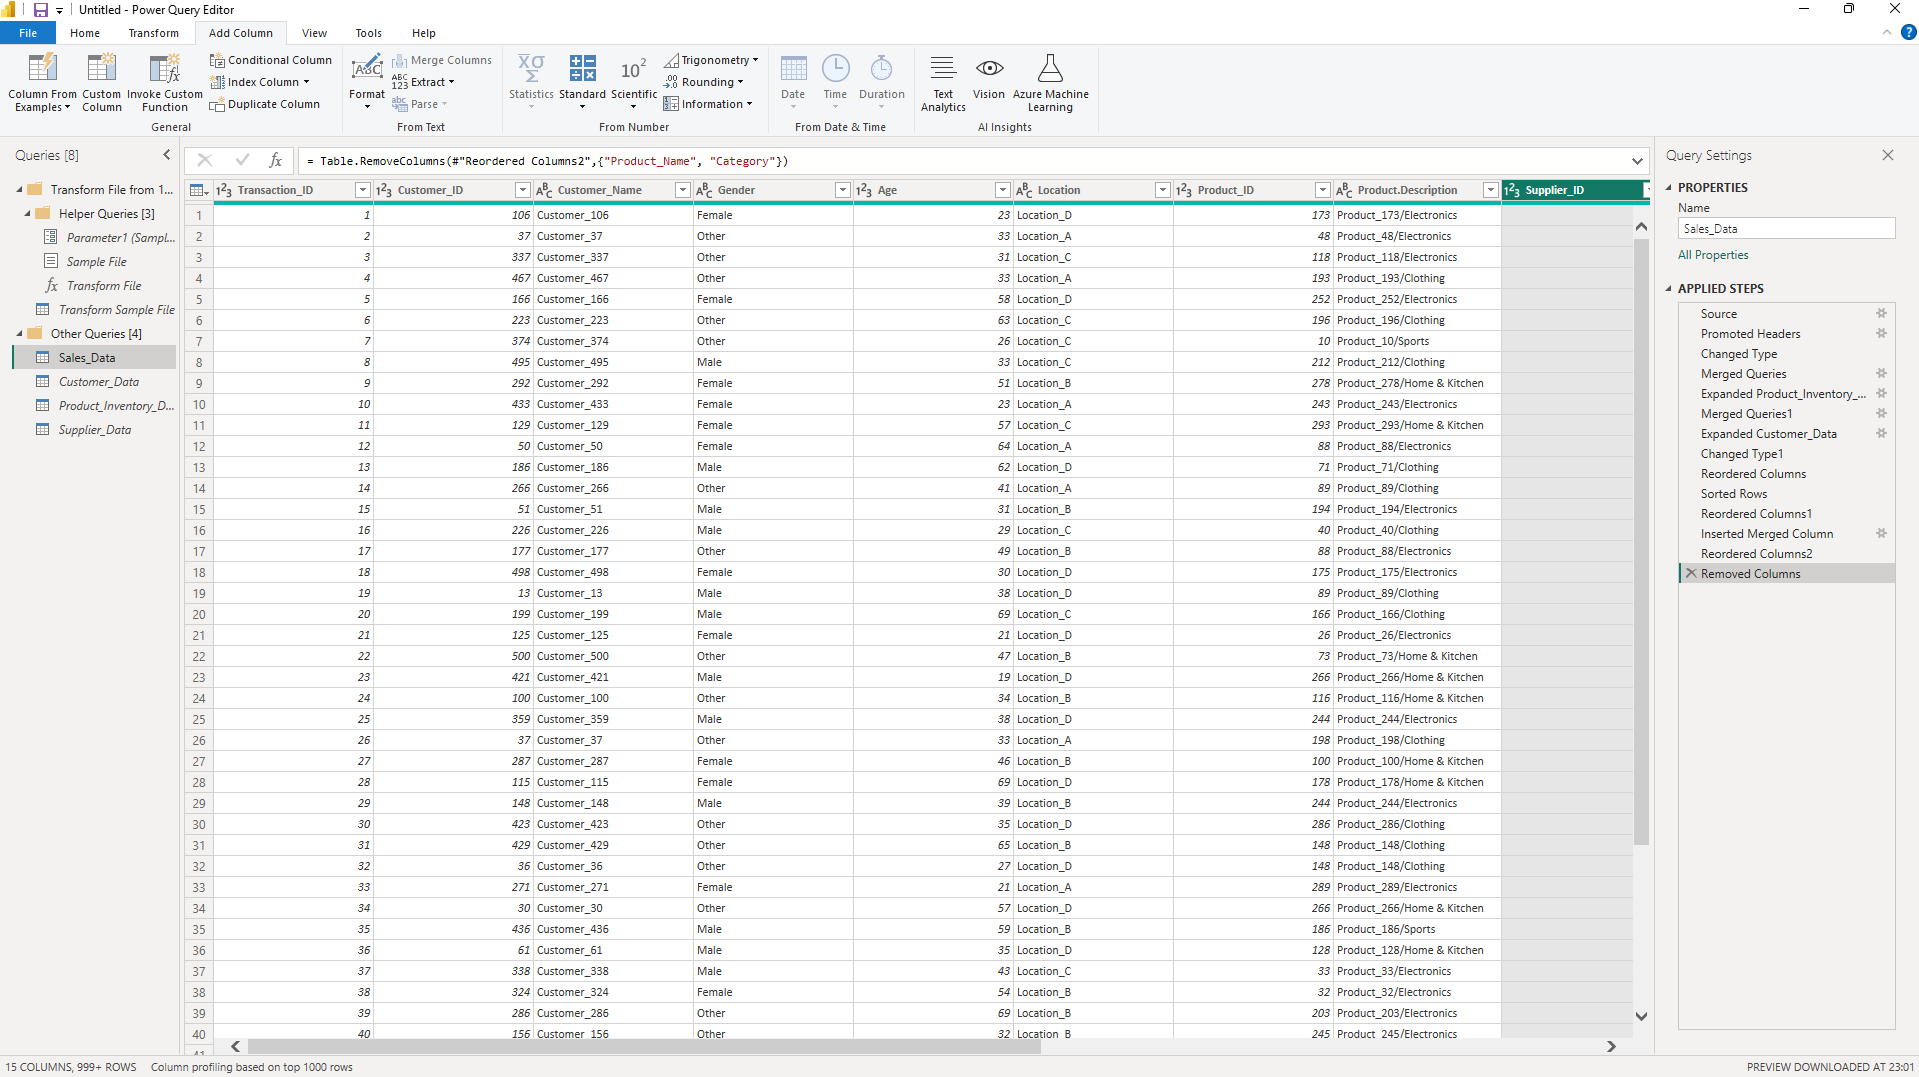 Untitled - Power Query Editor
File Home Transform Add Column View Tools Help
Column From Examples
Custom Column
Invoke Custom Function
Conditional Column
Index Column
Duplicate Column
General
Format
Merge Columns
Extract
Parse
From Text
Statistics
Standard
Scientific
Trigonometry
Rounding
Information
From Number
Date
Time
Duration
From Date & Time
Text Analytics
Vision
Azure Machine Learning
AI Insights
Queries [8]
Transform File from 1...
Helper Queries [3]
Parameter1 (Sampl...
Sample File
Transform File
Transform Sample File
Other Queries [4]
Sales_Data
Customer_Data
Product_Inventory_D...
Supplier_Data
= Table.RemoveColumns(#"Reordered Columns2",{"Product_Name", "Category"})
Transaction_ID Customer_ID Customer_Name Gender Age Location Product_ID Product.Description Supplier_ID
1 1 106 Customer_106 Female 23 Location_D 173 Product_173/Electronics
2 2 37 Customer_37 Other 33 Location_A 48 Product_48/Electronics
3 3 337 Customer_337 Other 31 Location_C 118 Product_118/Electronics
4 4 467 Customer_467 Other 33 Location_A 193 Product_193/Clothing
5 5 166 Customer_166 Female 58 Location_D 252 Product_252/Electronics
6 6 223 Customer_223 Other 63 Location_C 196 Product_196/Clothing
7 7 374 Customer_374 Other 26 Location_C 10 Product_10/Sports
8 8 495 Customer_495 Male 33 Location_C 212 Product_212/Clothing
9 9 292 Customer_292 Female 51 Location_B 278 Product_278/Home & Kitchen
10 10 433 Customer_433 Female 23 Location_A 243 Product_243/Electronics
11 11 129 Customer_129 Female 57 Location_C 293 Product_293/Home & Kitchen
12 12 50 Customer_50 Female 64 Location_A 88 Product_88/Electronics
13 13 186 Customer_186 Male 62 Location_D 71 Product_71/Clothing
14 14 266 Customer_266 Other 41 Location_A 89 Product_89/Clothing
15 15 51 Customer_51 Male 31 Location_B 194 Product_194/Electronics
16 16 226 Customer_226 Male 29 Location_C 40 Product_40/Clothing
17 17 177 Customer_177 Other 49 Location_B 88 Product_88/Electronics
18 18 498 Customer_498 Female 30 Location_D 175 Product_175/Electronics
19 19 13 Customer_13 Male 38 Location_D 89 Product_89/Clothing
20 20 199 Customer_199 Male 69 Location_C 166 Product_166/Clothing
21 21 125 Customer_125 Female 21 Location_D 26 Product_26/Electronics
22 22 500 Customer_500 Other 47 Location_B 73 Product_73/Home & Kitchen
23 23 421 Customer_421 Male 19 Location_D 266 Product_266/Home & Kitchen
24 24 100 Customer_100 Other 34 Location_B 116 Product_116/Home & Kitchen
25 25 359 Customer_359 Male 38 Location_D 244 Product_244/Electronics
26 26 37 Customer_37 Other 33 Location_A 198 Product_198/Clothing
27 27 287 Customer_287 Female 46 Location_B 100 Product_100/Home & Kitchen
28 28 115 Customer_115 Female 69 Location_D 178 Product_178/Home & Kitchen
29 29 148 Customer_148 Male 39 Location_B 244 Product_244/Electronics
30 30 423 Customer_423 Other 35 Location_D 286 Product_286/Clothing
31 31 429 Customer_429 Other 65 Location_B 148 Product_148/Clothing
32 32 36 Customer_36 Other 27 Location_D 148 Product_148/Clothing
33 33 271 Customer_271 Female 21 Location_A 289 Product_289/Electronics
34 34 30 Customer_30 Other 57 Location_D 266 Product_266/Home & Kitchen
35 35 436 Customer_436 Male 59 Location_B 186 Product_186/Sports
36 36 61 Customer_61 Male 35 Location_D 128 Product_128/Home & Kitchen
37 37 338 Customer_338 Male 43 Location_C 33 Product_33/Electronics
38 38 324 Customer_324 Female 54 Location_B 32 Product_32/Electronics
39 39 286 Customer_286 Other 69 Location_B 203 Product_203/Electronics
40 40 156 Customer_156 Other 32 Location_B 245 Product_245/Electronics
41
Query Settings
PROPERTIES
Name
Sales_Data
All Properties
APPLIED STEPS
Source
Promoted Headers
Changed Type
Merged Queries
Expanded Product_Inventory_...
Merged Queries1
Expanded Customer_Data
Changed Type1
Reordered Columns
Sorted Rows
Reordered Columns1
Inserted Merged Column
Reordered Columns2
Removed Columns
15 COLUMNS, 999+ ROWS Column profiling based on top 1000 rows
PREVIEW DOWNLOADED AT 23:01